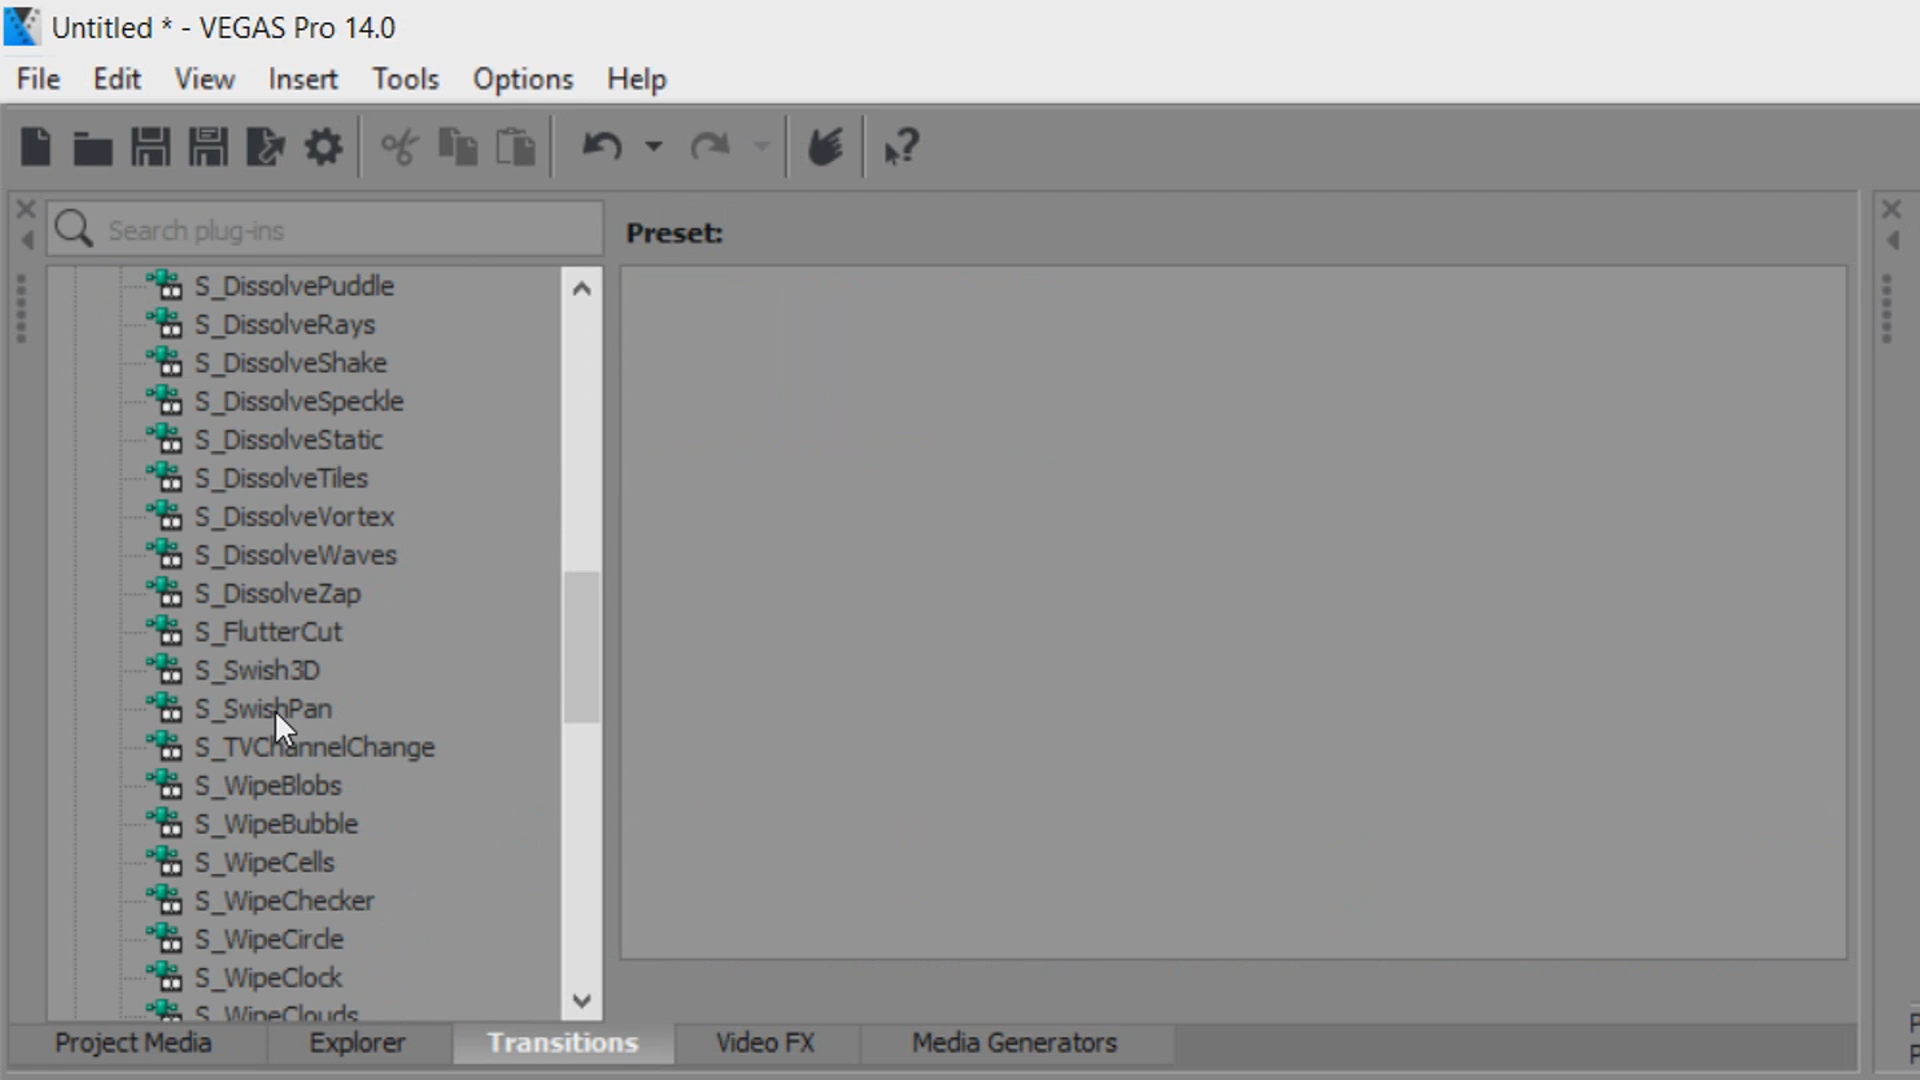 Untitled * - VEGAS Pro 14.0
File Edit View Insert Tools Options Help
Search plug-ins
Preset:
S_DissolvePuddle
S_DissolveRays
S_DissolveShake
S_DissolveSpeckle
S_DissolveStatic
S_DissolveTiles
S_DissolveVortex
S_DissolveWaves
S_DissolveZap
S_FlutterCut
S_Swish3D
S_SwishPan
S_TVChannelChange
S_WipeBlobs
S_WipeBubble
S_WipeCells
S_WipeChecker
S_WipeCircle
S_WipeClock
S_WipeClouds
Project Media Explorer Transitions Video FX Media Generators